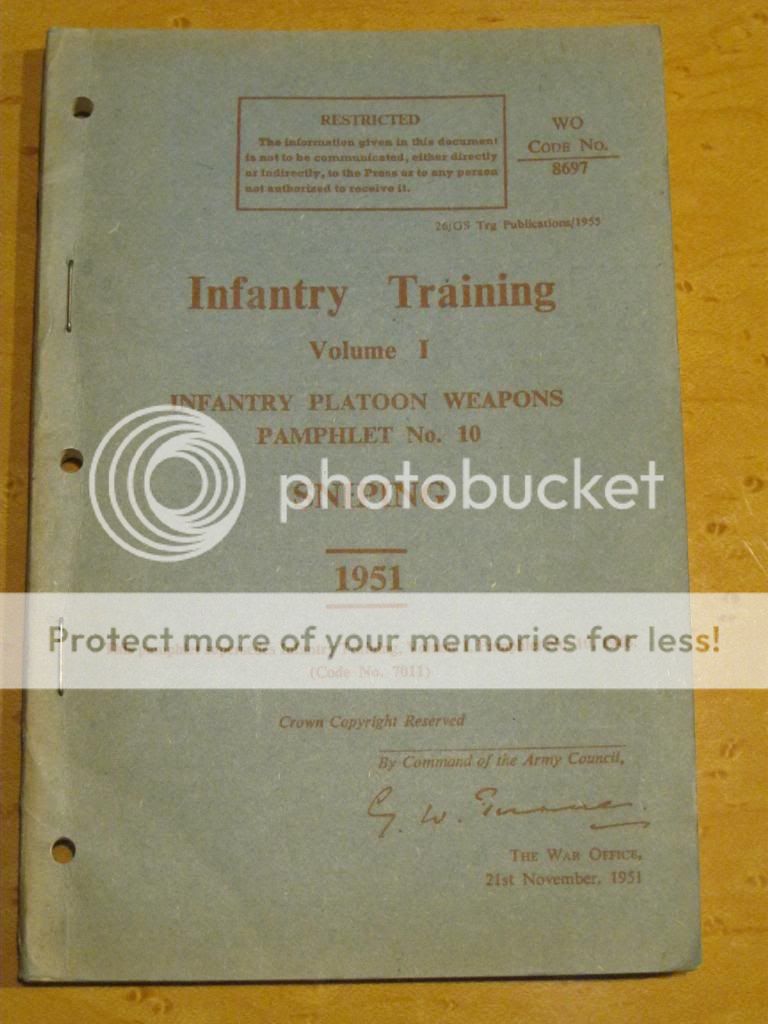 RESTRICTED
The information given in this document
is not to be communicated, either directly
or indirectly, to the Press or to any person
not authorized to receive it.
WO
CODE No.
8697
26/GS Trg Publications/1955
Infantry Training
Volume I
INFANTRY PLATOON WEAPONS
PAMPHLET No. 10
SNIPING
photobucket
1951
Protect more of your memories for less!
(Code No. 7011)
Crown Copyright Reserved
By Command of the Army Council,
G. W.
THE WAR OFFICE,
21st November, 1951